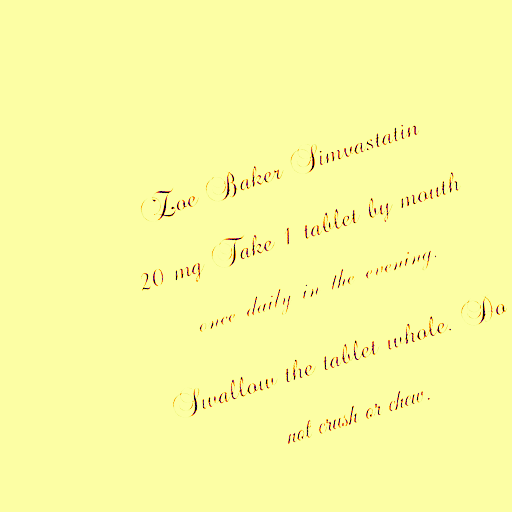 Zoe Baker Simvastatin
20 mg Take 1 tablet by mouth
once daily in the evening.
Swallow the tablet whole. Do
not crush or chew.